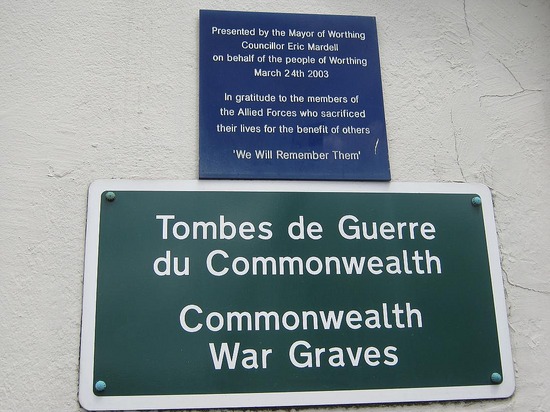 Presented by the Mayor of Worthing
Councillor Eric Mardell
on behalf of the people of Worthing
March 24th 2003
In gratitude to the members of
the Allied Forces who sacrificed
their lives for the benefit of others
'We Will Remember Them'
Tombes de Guerre
du Commonwealth
Commonwealth
War Graves